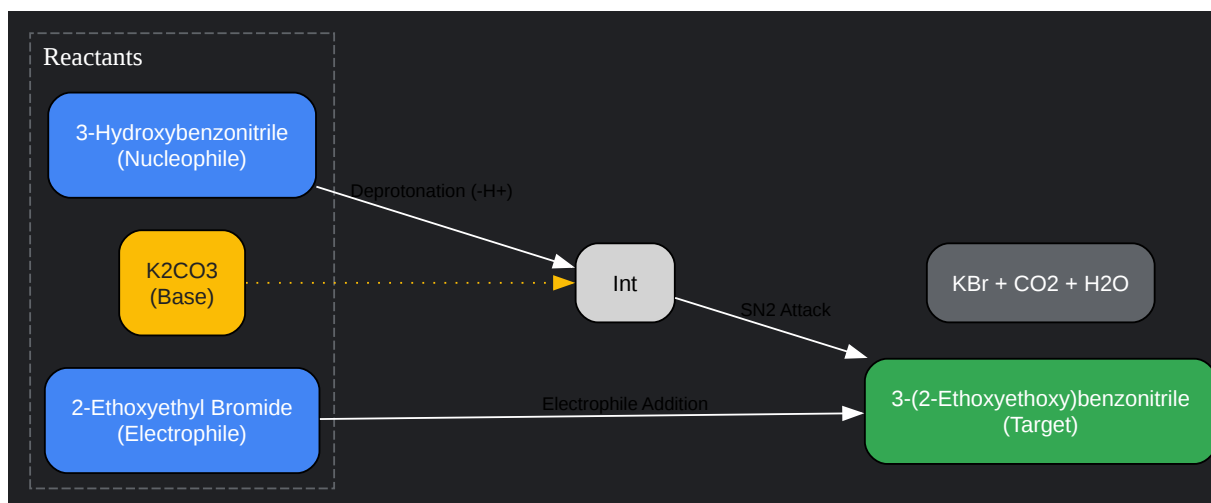 Reactants
3-Hydroxybenzonitrile
(Nucleophile)
Deprotonation (-H+)
K2CO3
(Base)
Int
KBr + CO2 + H2O
SN2 Attack
2-Ethoxyethyl Bromide
(Electrophile)
Electrophile Addition
3-(2-Ethoxyethoxy)benzonitrile
(Target)